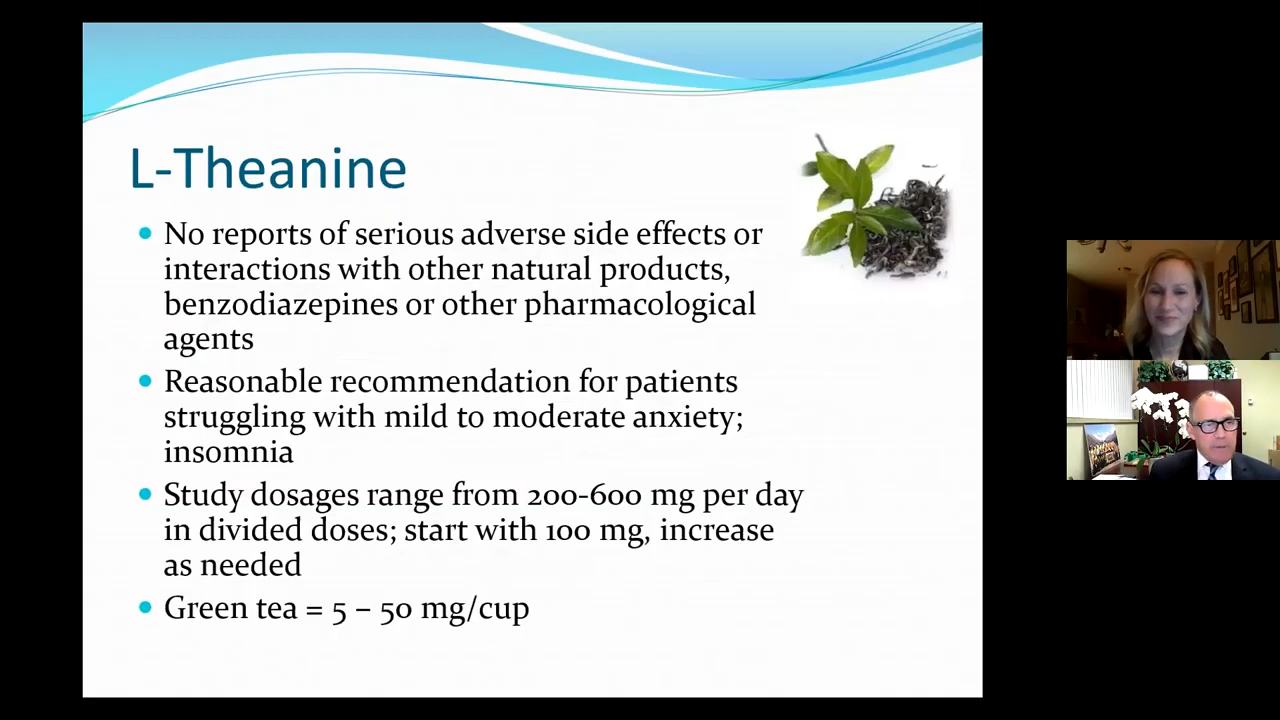 L-Theanine
• No reports of serious adverse side effects or
interactions with other natural products,
benzodiazepines or other pharmacological
agents
• Reasonable recommendation for patients
struggling with mild to moderate anxiety;
insomnia
• Study dosages range from 200-600 mg per day
in divided doses; start with 100 mg, increase
as needed
• Green tea = 5 – 50 mg/cup